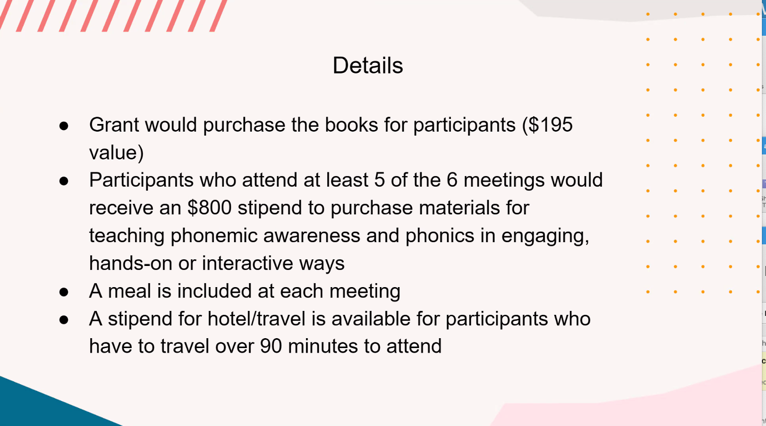 Details
● Grant would purchase the books for participants ($195
value)
● Participants who attend at least 5 of the 6 meetings would
receive an $800 stipend to purchase materials for
teaching phonemic awareness and phonics in engaging,
hands-on or interactive ways
● A meal is included at each meeting
● A stipend for hotel/travel is available for participants who
have to travel over 90 minutes to attend